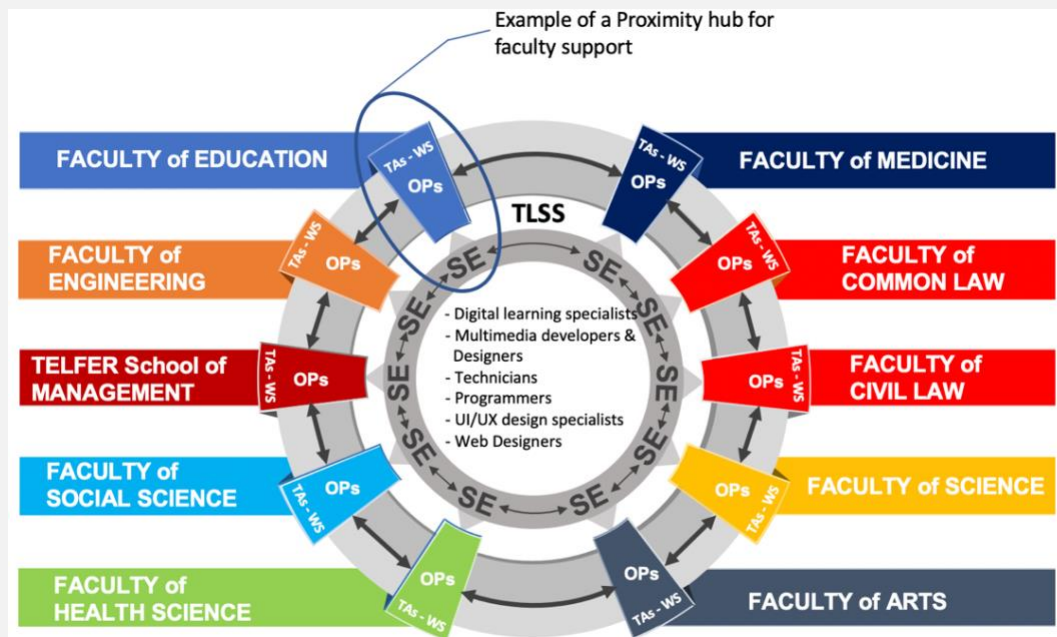 Example of a Proximity hub for
faculty support
FACULTY of EDUCATION
TAs - WS
OPs
TAs - WS
OPs
FACULTY of MEDICINE
TLSS
FACULTY of
ENGINEERING
TAs - WS
OPs
TAs - WS
OPs
FACULTY of
COMMON LAW
SE
SE
SE
SE
- Digital learning specialists
- Multimedia developers &
Designers
- Technicians
- Programmers
- UI/UX design specialists
- Web Designers
TELFER School of
MANAGEMENT
TAs - WS
OPs
SE
SE
OPs
TAs - WS
FACULTY of
CIVIL LAW
FACULTY of
SOCIAL SCIENCE
TAs - WS
OPs
SE
SE
SE
SE
OPs
TAs - WS
FACULTY of SCIENCE
FACULTY of
HEALTH SCIENCE
OPs
TAs - WS
OPs
TAs - WS
FACULTY of ARTS